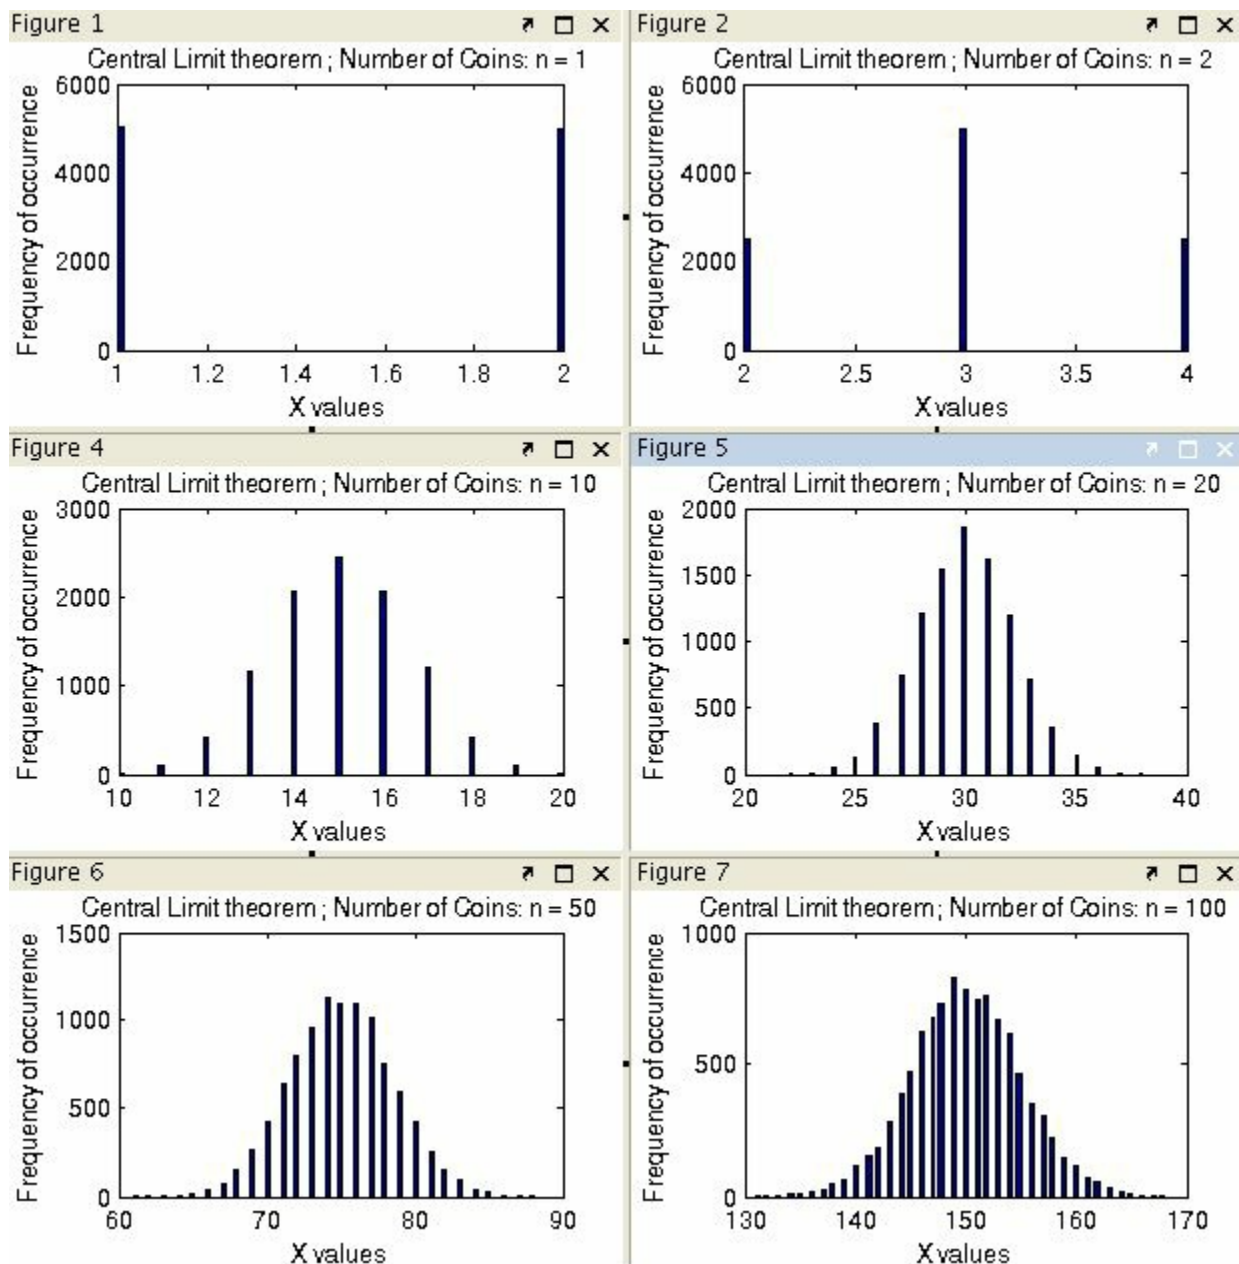 Figure 1
Central Limit theorem ; Number of Coins: n = 1
Frequency of occurrence
6000
4000
2000
0
1 1.2 1.4 1.6 1.8 2
X values
Figure 2
Central Limit theorem ; Number of Coins: n = 2
Frequency of occurrence
6000
4000
2000
0
2 2.5 3 3.5 4
X values
Figure 4
Central Limit theorem ; Number of Coins: n = 10
Frequency of occurrence
3000
2000
1000
0
10 12 14 16 18 20
X values
Figure 5
Central Limit theorem ; Number of Coins: n = 20
Frequency of occurrence
2000
1500
1000
500
0
20 25 30 35 40
X values
Figure 6
Central Limit theorem ; Number of Coins: n = 50
Frequency of occurrence
1500
1000
500
0
60 70 80 90
X values
Figure 7
Central Limit theorem ; Number of Coins: n = 100
Frequency of occurrence
1000
500
0
130 140 150 160 170
X values